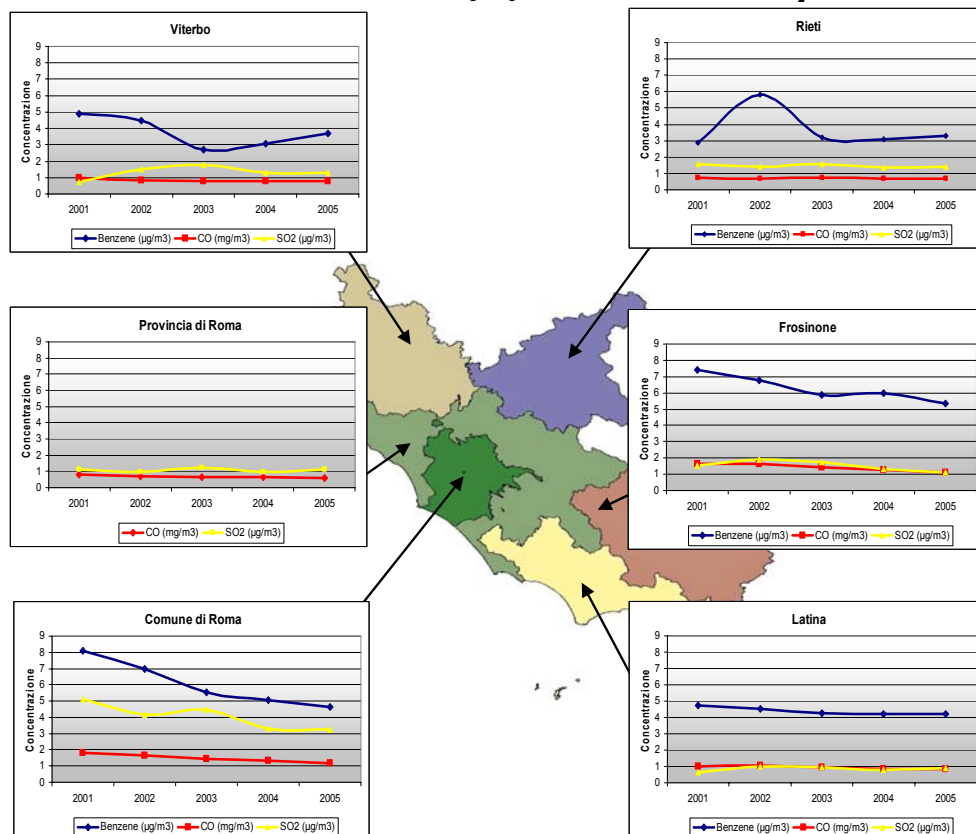 Viterbo
Concentrazione
9
8
7
6
5
4
3
2
1
0
2001 2002 2003 2004 2005
Benzene (µg/m3) CO (mg/m3) SO2 (µg/m3)
Rieti
Concentrazione
9
8
7
6
5
4
3
2
1
0
2001 2002 2003 2004 2005
Benzene (µg/m3) CO (mg/m3) SO2 (µg/m3)
Provincia di Roma
Concentrazione
9
8
7
6
5
4
3
2
1
0
2001 2002 2003 2004 2005
CO (mg/m3) SO2 (µg/m3)
Frosinone
Concentrazione
9
8
7
6
5
4
3
2
1
0
2001 2002 2003 2004 2005
Benzene (µg/m3) CO (mg/m3) SO2 (µg/m3)
Comune di Roma
Concentrazione
9
8
7
6
5
4
3
2
1
0
2001 2002 2003 2004 2005
Benzene (µg/m3) CO (mg/m3) SO2 (µg/m3)
Latina
Concentrazione
9
8
7
6
5
4
3
2
1
0
2001 2002 2003 2004 2005
Benzene (µg/m3) CO (mg/m3) SO2 (µg/m3)